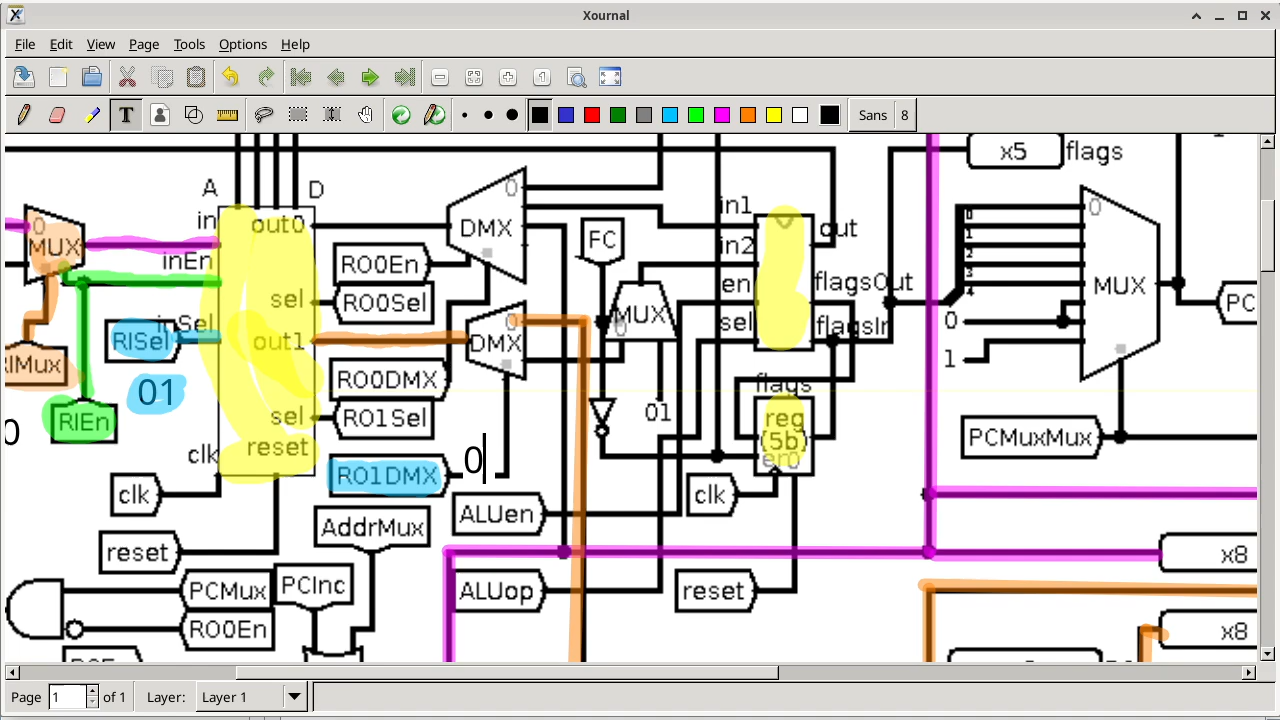 Xournal
File Edit View Page Tools Options Help
Sans 8
x5 flags
A D
in out0
0 MUX
inEn
sel
inSel
out1
sel
reset
clk
RISel
01
IMux
RIEn
0
clk
reset
PCMux
RO0En
PCInc
AddrMux
0
DMX
RO0En
RO0Sel
0
DMX
RO0DMX
RO1Sel
RO1DMX
0
ALUen
ALUop
FC
MUX
0
01
in1
in2
en
sel
out
flagsOut
flagsIn
flags
reg
(5b)
en0
clk
reset
0
1
2
3
4
0
1
0
MUX
PC
PCMuxMux
x8
x8
Page 1 of 1 Layer: Layer 1